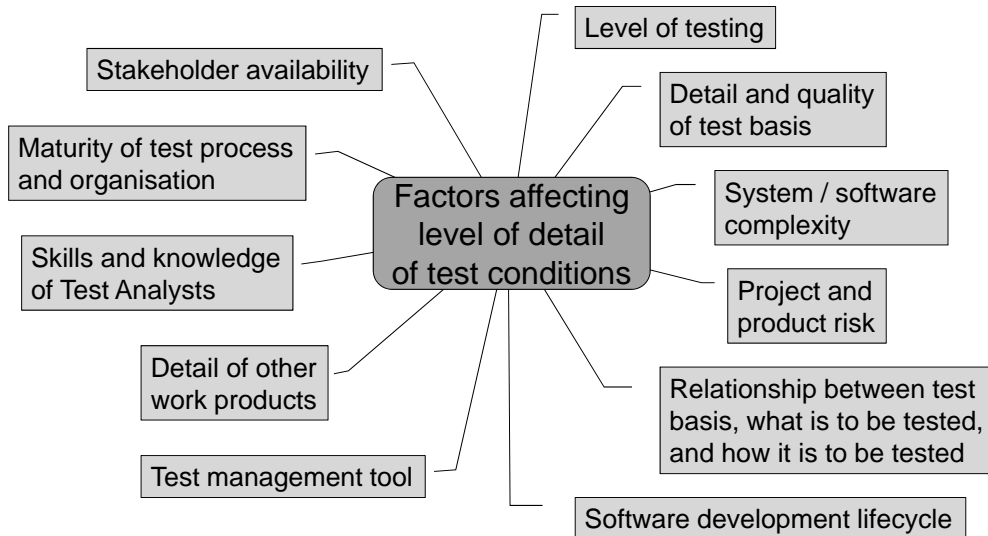 Level of testing
Stakeholder availability
Detail and quality
of test basis
Maturity of test process
and organisation
Factors affecting
level of detail
of test conditions
System / software
complexity
Skills and knowledge
of Test Analysts
Project and
product risk
Detail of other
work products
Relationship between test
basis, what is to be tested,
and how it is to be tested
Test management tool
Software development lifecycle